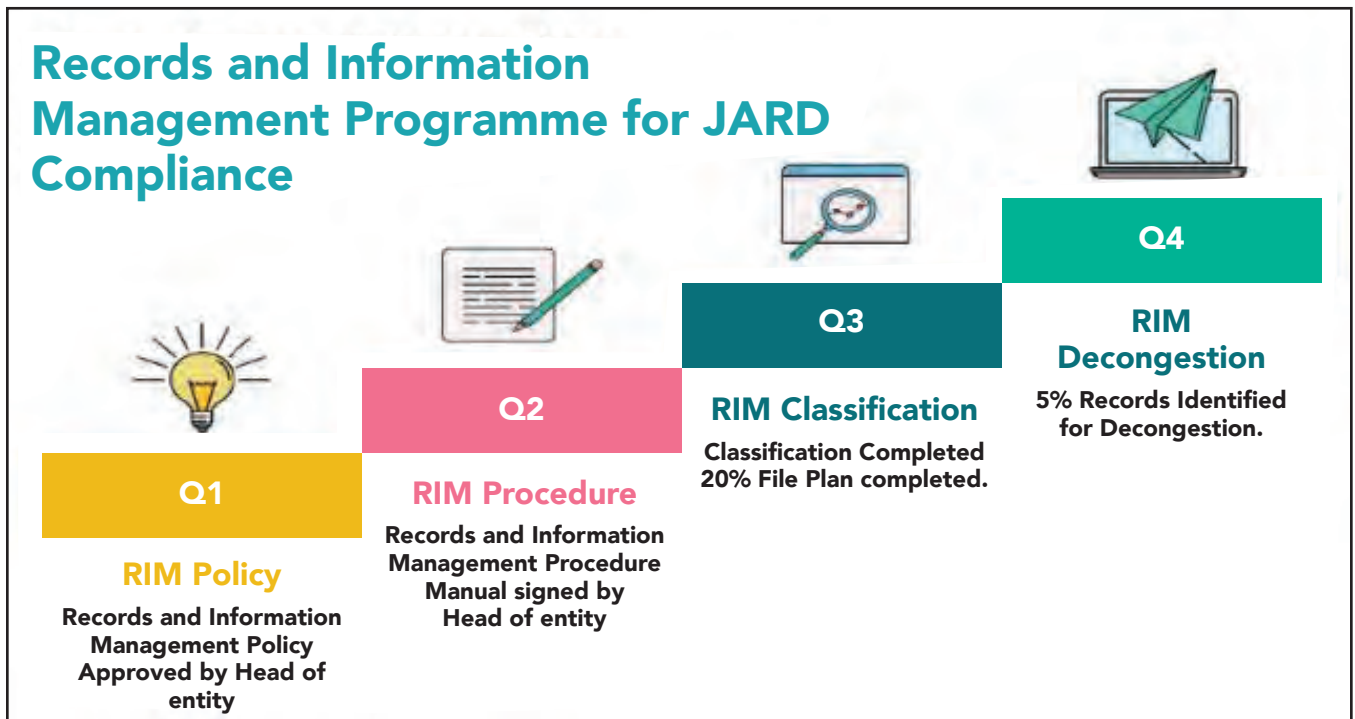 Records and Information
Management Programme for JARD
Compliance
Q1
RIM Policy
Records and Information
Management Policy
Approved by Head of
entity
Q2
RIM Procedure
Records and Information
Management Procedure
Manual signed by
Head of entity
Q3
RIM Classification
Classification Completed
20% File Plan completed.
Q4
RIM
Decongestion
5% Records Identified
for Decongestion.